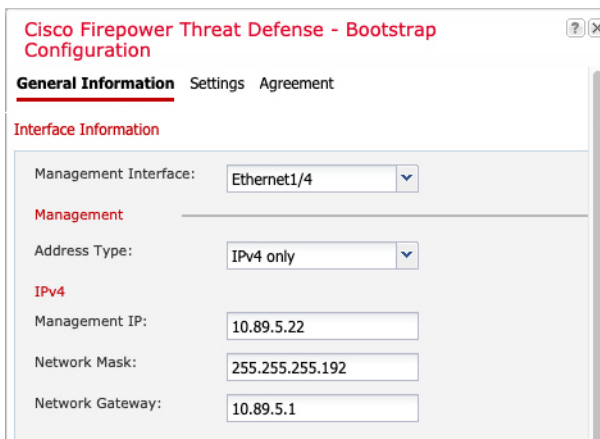 Cisco Firepower Threat Defense - Bootstrap
Configuration
General Information Settings Agreement
Interface Information
Management Interface: Ethernet1/4
Management
Address Type: IPv4 only
IPv4
Management IP: 10.89.5.22
Network Mask: 255.255.255.192
Network Gateway: 10.89.5.1